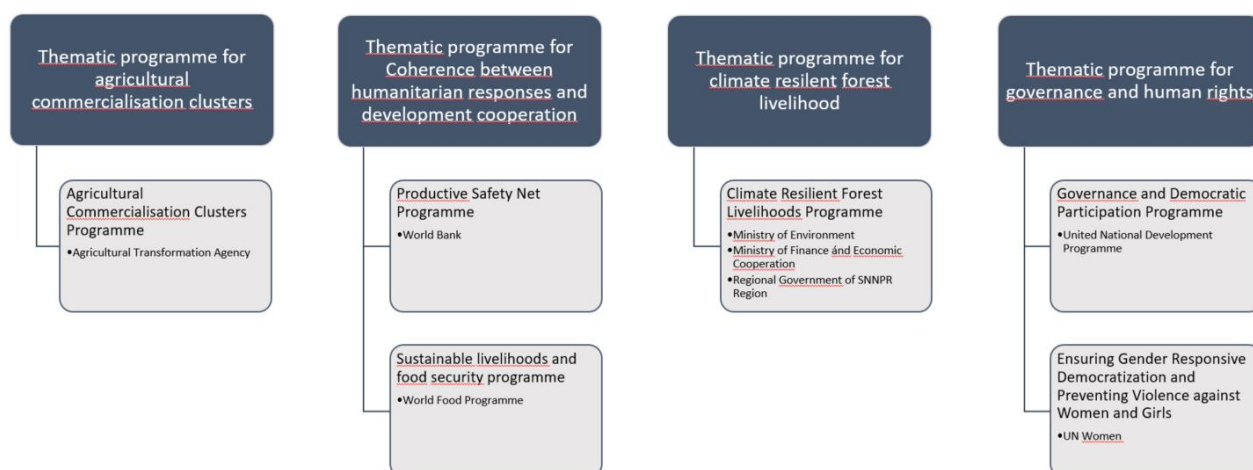 Thematic programme for
agricultural
commercialisation clusters
Agricultural
Commercialisation Clusters
Programme
•Agricultural Transformation Agency
Thematic programme for
Coherence between
humanitarian responses and
development cooperation
Productive Safety Net
Programme
•World Bank
Sustainable livelihoods and
food security programme
•World Food Programme
Thematic programme for
climate resilent forest
livelihood
Climate Resilient Forest
Livelihoods Programme
•Ministry of Environment
•Ministry of Finance ánd Economic
Cooperation
•Regional Government of SNNPR
Region
Thematic programme for
governance and human rights
Governance and Democratic
Participation Programme
•United National Development
Programme
Ensuring Gender Responsive
Democratization and
Preventing Violence against
Women and Girls
•UN Women